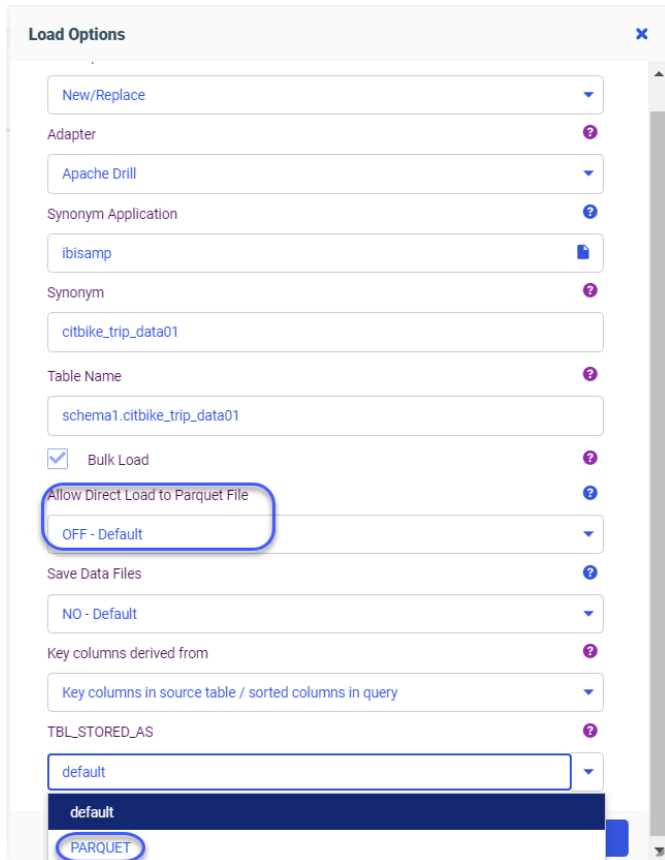 Load Options
New/Replace
Adapter
Apache Drill
Synonym Application
ibisamp
Synonym
citbike_trip_data01
Table Name
schema1.citbike_trip_data01
Bulk Load
Allow Direct Load to Parquet File
OFF - Default
Save Data Files
NO - Default
Key columns derived from
Key columns in source table / sorted columns in query
TBL_STORED_AS
default
default
PARQUET